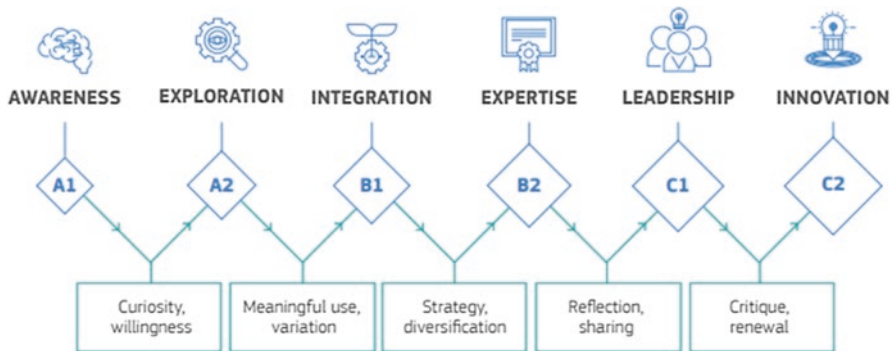 AWARENESS EXPLORATION INTEGRATION EXPERTISE LEADERSHIP INNOVATION
A1 A2 B1 B2 C1 C2
Curiosity,
willingness
Meaningful use,
variation
Strategy,
diversification
Reflection,
sharing
Critique,
renewal